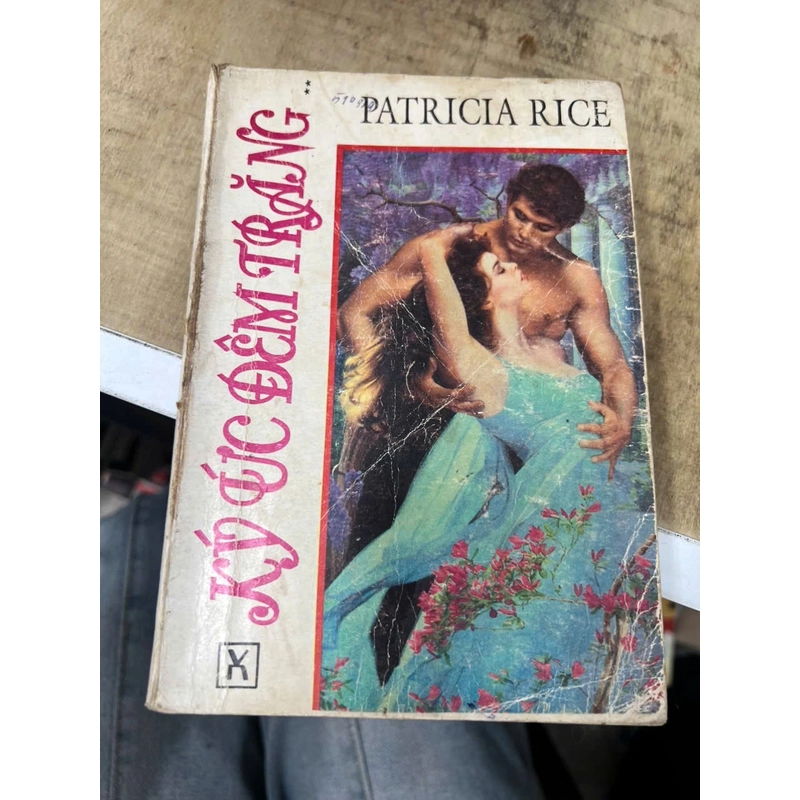 PATRICIA RICE
KÝ ỨC ĐÊM TRĂNG
**
X